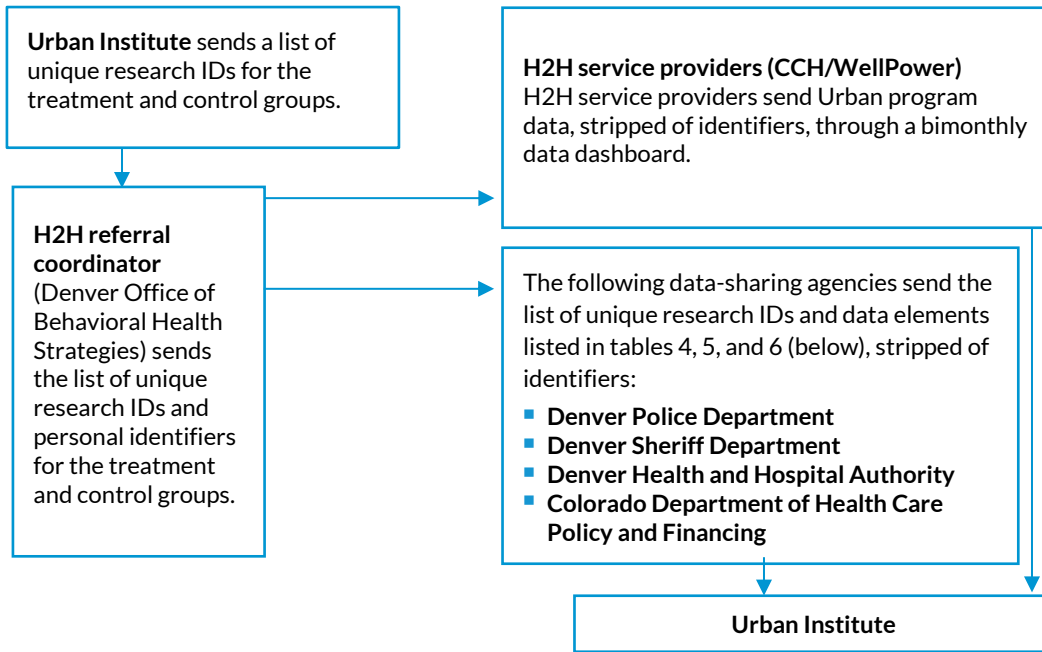 Urban Institute sends a list of
unique research IDs for the
treatment and control groups.
H2H referral
coordinator
(Denver Office of
Behavioral Health
Strategies) sends
the list of unique
research IDs and
personal identifiers
for the treatment
and control groups.
H2H service providers (CCH/WellPower)
H2H service providers send Urban program
data, stripped of identifiers, through a bimonthly
data dashboard.
The following data-sharing agencies send the
list of unique research IDs and data elements
listed in tables 4, 5, and 6 (below), stripped of
identifiers:
▪ Denver Police Department
▪ Denver Sheriff Department
▪ Denver Health and Hospital Authority
▪ Colorado Department of Health Care
Policy and Financing
Urban Institute